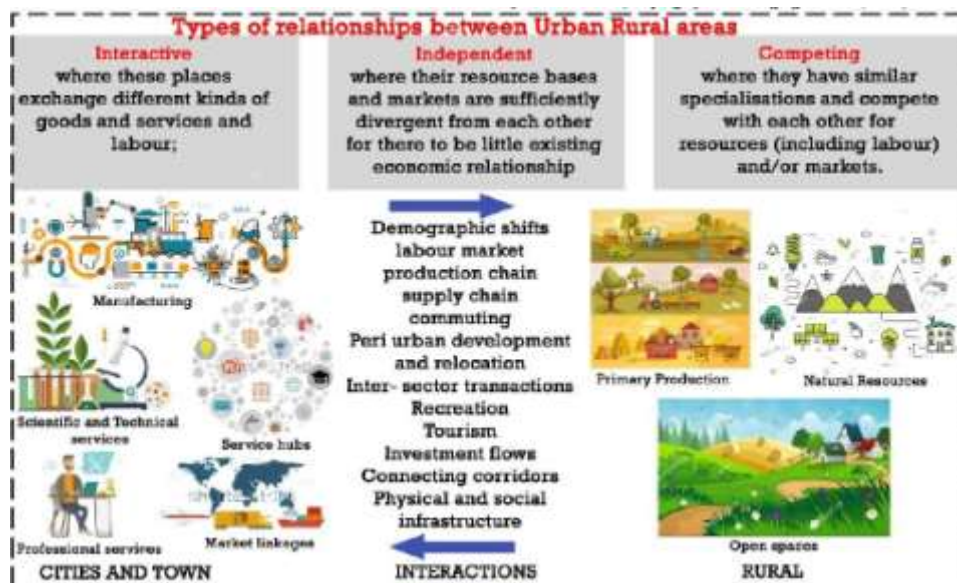 Types of relationships between Urban Rural areas
Interactive
where these places
exchange different kinds of
goods and services and
labour;
Independent
where their resource bases
and markets are sufficiently
divergent from each other
for there to be little existing
economic relationship
Competing
where they have similar
specialisations and compete
with each other for
resources (including labour)
and/or markets.
Manufacturing
Scientific and Technical
services
Service hubs
Professional services
Market linkages
CITIES AND TOWN
Demographic shifts
labour market
production chain
supply chain
commuting
Peri urban development
and relocation
Inter- sector transactions
Recreation
Tourism
Investment flows
Connecting corridors
Physical and social
infrastructure
INTERACTIONS
Primary Production
Natural Resources
Open spaces
RURAL